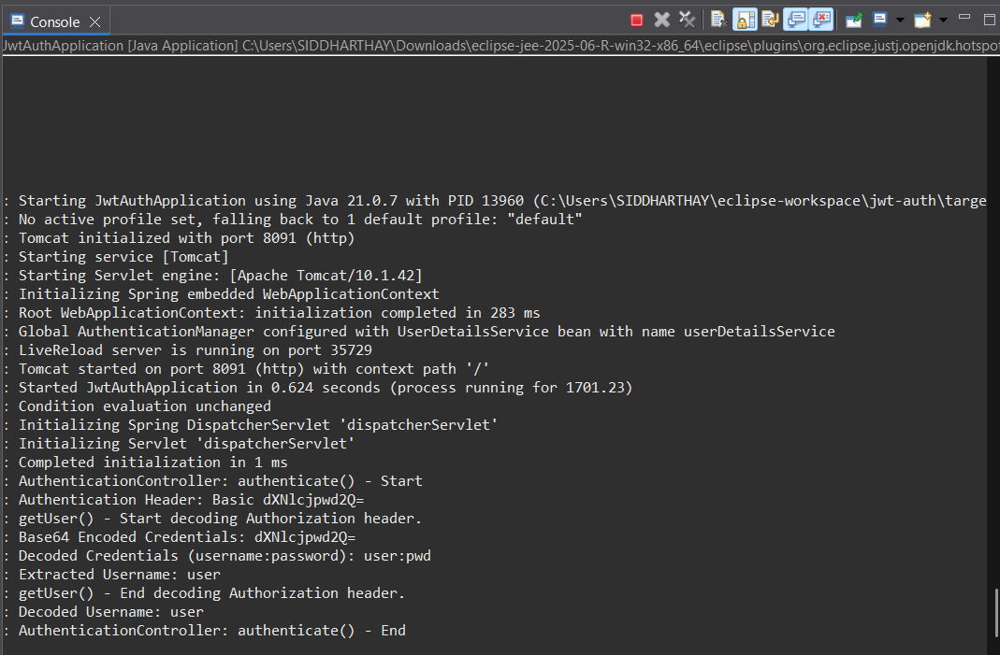 Console
JwtAuthApplication [Java Application] C:\Users\SIDDHARTHAY\Downloads\eclipse-jee-2025-06-R-win32-x86_64\eclipse\plugins\org.eclipse.justj.openjdk.hotspot
: Starting JwtAuthApplication using Java 21.0.7 with PID 13960 (C:\Users\SIDDHARTHAY\eclipse-workspace\jwt-auth\targe
: No active profile set, falling back to 1 default profile: "default"
: Tomcat initialized with port 8091 (http)
: Starting service [Tomcat]
: Starting Servlet engine: [Apache Tomcat/10.1.42]
: Initializing Spring embedded WebApplicationContext
: Root WebApplicationContext: initialization completed in 283 ms
: Global AuthenticationManager configured with UserDetailsService bean with name userDetailsService
: LiveReload server is running on port 35729
: Tomcat started on port 8091 (http) with context path '/'
: Started JwtAuthApplication in 0.624 seconds (process running for 1701.23)
: Condition evaluation unchanged
: Initializing Spring DispatcherServlet 'dispatcherServlet'
: Initializing Servlet 'dispatcherServlet'
: Completed initialization in 1 ms
: AuthenticationController: authenticate() - Start
: Authentication Header: Basic dXNlcjpwd2Q=
: getUser() - Start decoding Authorization header.
: Base64 Encoded Credentials: dXNlcjpwd2Q=
: Decoded Credentials (username:password): user:pwd
: Extracted Username: user
: getUser() - End decoding Authorization header.
: Decoded Username: user
: AuthenticationController: authenticate() - End